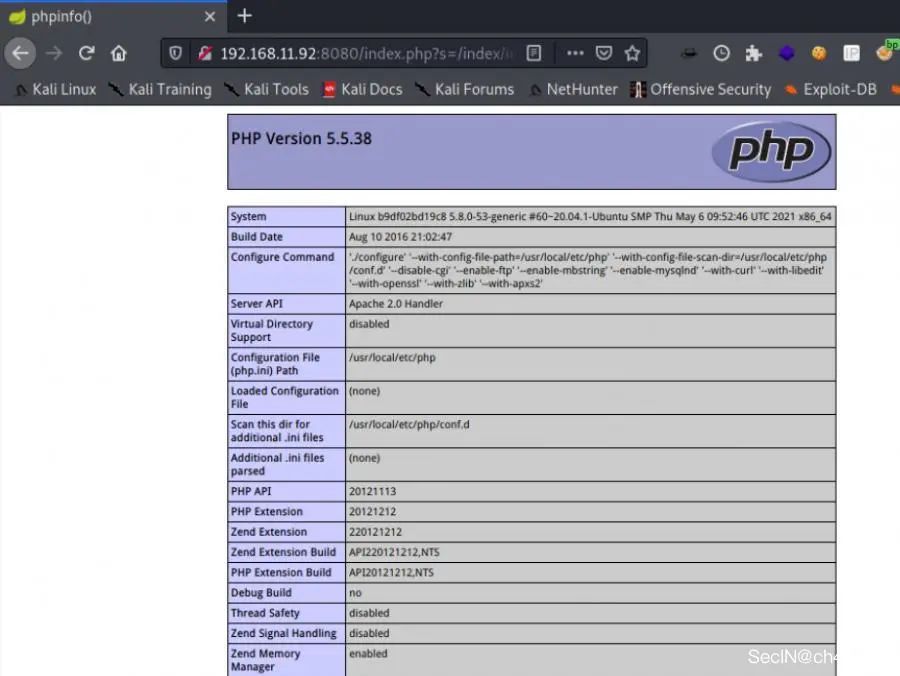 phpinfo()
192.168.11.92:8080/index.php?s=/index/
IP
bp
Kali Linux Kali Training Kali Tools Kali Docs Kali Forums NetHunter Offensive Security Exploit-DB
PHP Version 5.5.38
php
System Linux b9df02bd19c8 5.8.0-53-generic #60~20.04.1-Ubuntu SMP Thu May 6 09:52:46 UTC 2021 x86_64
Build Date Aug 10 2016 21:02:47
Configure Command './configure' '--with-config-file-path=/usr/local/etc/php' '--with-config-file-scan-dir=/usr/local/etc/php
/conf.d' '--disable-cgi' '--enable-ftp' '--enable-mbstring' '--enable-mysqlnd' '--with-curl' '--with-libedit'
'--with-openssl' '--with-zlib' '--with-apxs2'
Server API Apache 2.0 Handler
Virtual Directory disabled
Support
Configuration File /usr/local/etc/php
(php.ini) Path
Loaded Configuration (none)
File
Scan this dir for /usr/local/etc/php/conf.d
additional .ini files
Additional .ini files (none)
parsed
PHP API 20121113
PHP Extension 20121212
Zend Extension 220121212
Zend Extension Build API220121212,NTS
PHP Extension Build API20121212,NTS
Debug Build no
Thread Safety disabled
Zend Signal Handling disabled
Zend Memory enabled
Manager
SecIN@ch